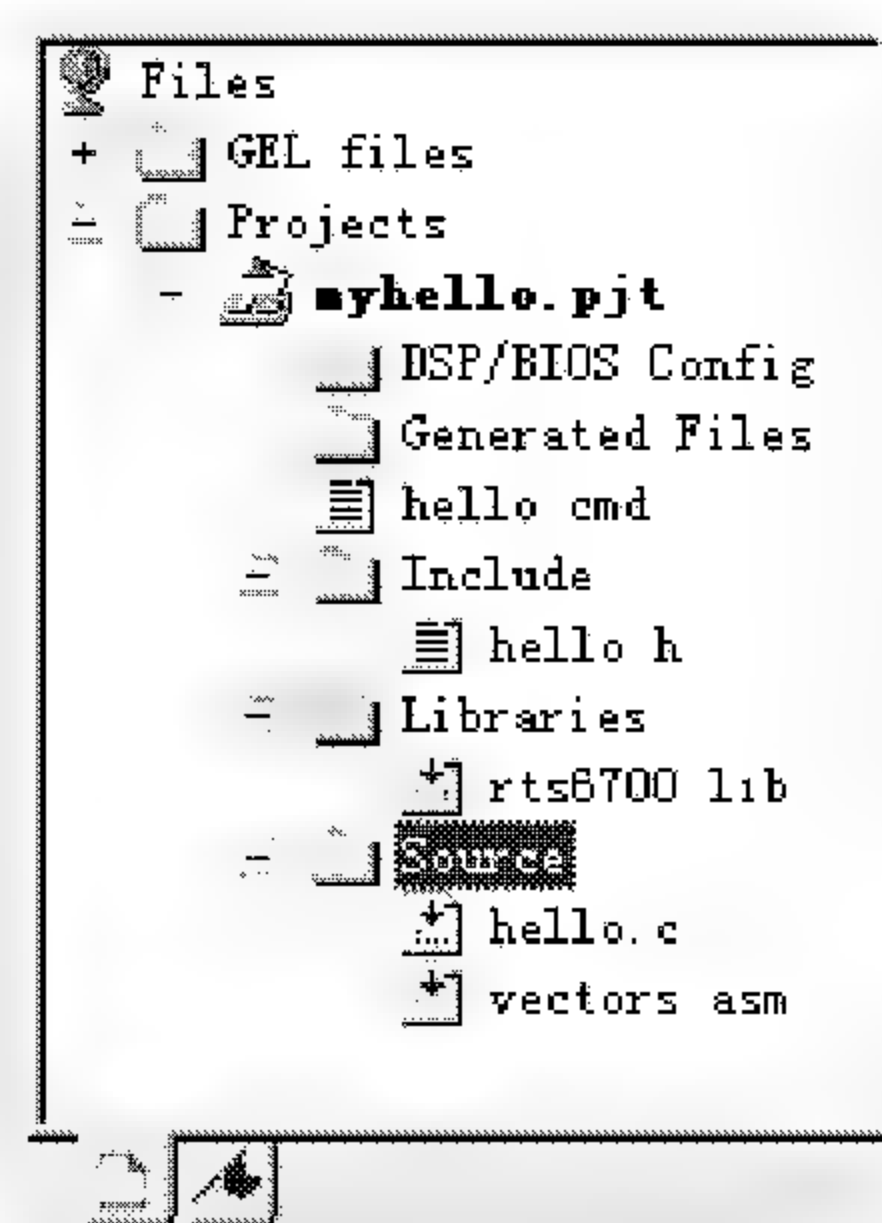 Files
GEL files
Projects
myhello.pjt
DSP/BIOS Config
Generated Files
hello cmd
Include
hello h
Libraries
rts6700 lib
Source
hello.c
vectors asm